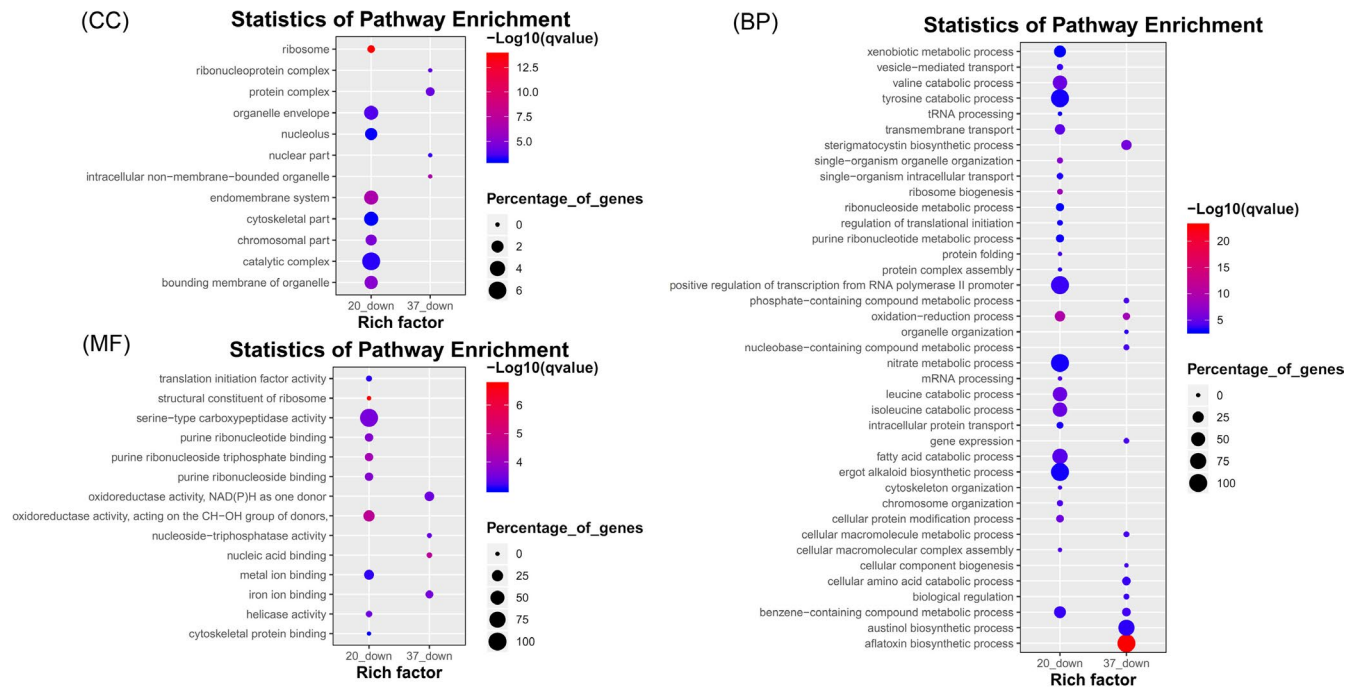 (CC)
Statistics of Pathway Enrichment
ribosome
ribonucleoprotein complex
protein complex
organelle envelope
nucleolus
nuclear part
intracellular non−membrane−bounded organelle
endomembrane system
cytoskeletal part
chromosomal part
catalytic complex
bounding membrane of organelle
20_down
37_down
Rich factor
−Log10(qvalue)
12.5
10.0
7.5
5.0
Percentage_of_genes
0
2
4
6
(MF)
Statistics of Pathway Enrichment
translation initiation factor activity
structural constituent of ribosome
serine−type carboxypeptidase activity
purine ribonucleotide binding
purine ribonucleoside triphosphate binding
purine ribonucleoside binding
oxidoreductase activity, NAD(P)H as one donor
oxidoreductase activity, acting on the CH−OH group of donors,
nucleoside−triphosphatase activity
nucleic acid binding
metal ion binding
iron ion binding
helicase activity
cytoskeletal protein binding
20_down
37_down
Rich factor
−Log10(qvalue)
6
5
4
Percentage_of_genes
0
25
50
75
100
(BP)
Statistics of Pathway Enrichment
xenobiotic metabolic process
vesicle−mediated transport
valine catabolic process
tyrosine catabolic process
tRNA processing
transmembrane transport
sterigmatocystin biosynthetic process
single−organism organelle organization
single−organism intracellular transport
ribosome biogenesis
ribonucleoside metabolic process
regulation of translational initiation
purine ribonucleotide metabolic process
protein folding
protein complex assembly
positive regulation of transcription from RNA polymerase II promoter
phosphate−containing compound metabolic process
oxidation−reduction process
organelle organization
nucleobase−containing compound metabolic process
nitrate metabolic process
mRNA processing
leucine catabolic process
isoleucine catabolic process
intracellular protein transport
gene expression
fatty acid catabolic process
ergot alkaloid biosynthetic process
cytoskeleton organization
chromosome organization
cellular protein modification process
cellular macromolecule metabolic process
cellular macromolecular complex assembly
cellular component biogenesis
cellular amino acid catabolic process
biological regulation
benzene−containing compound metabolic process
austinol biosynthetic process
aflatoxin biosynthetic process
20_down
37_down
Rich factor
−Log10(qvalue)
20
15
10
5
Percentage_of_genes
0
25
50
75
100